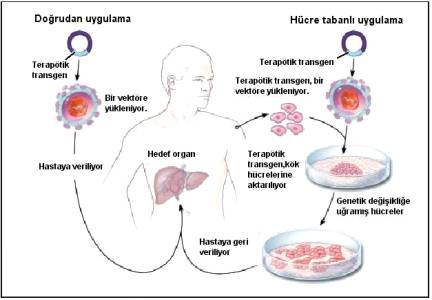 Doğrudan uygulama
Terapötik
transgen
Bir vektöre
yükleniyor.
Hastaya veriliyor
Hedef organ
Hücre tabanlı uygulama
Terapötik transgen
Terapötik transgen, bir
vektöre yükleniyor.
Terapötik
transgen,kök
hücrelerine
aktarılıyor
Genetik değişikliğe
uğramış hücreler
Hastaya geri
veriliyor